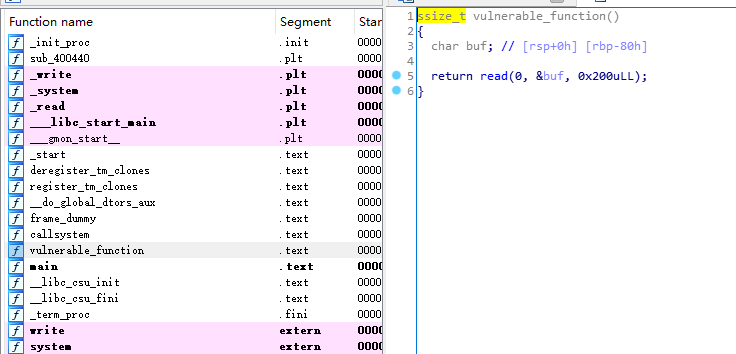 Function name Segment Star
f _init_proc .init 0000
f sub_400440 .plt 0000
f _write .plt 0000
f _system .plt 0000
f _read .plt 0000
f ___libc_start_main .plt 0000
f __gmon_start__ .plt 0000
f _start .text 0000
f deregister_tm_clones .text 0000
f register_tm_clones .text 0000
f __do_global_dtors_aux .text 0000
f frame_dummy .text 0000
f callsystem .text 0000
f vulnerable_function .text 0000
f main .text 0000
f __libc_csu_init .text 0000
f __libc_csu_fini .text 0000
f _term_proc .fini 0000
f write extern 0000
f system extern 0000
1 ssize_t vulnerable_function()
2 {
3 char buf; // [rsp+0h] [rbp-80h]
4
5 return read(0, &buf, 0x200uLL);
6 }